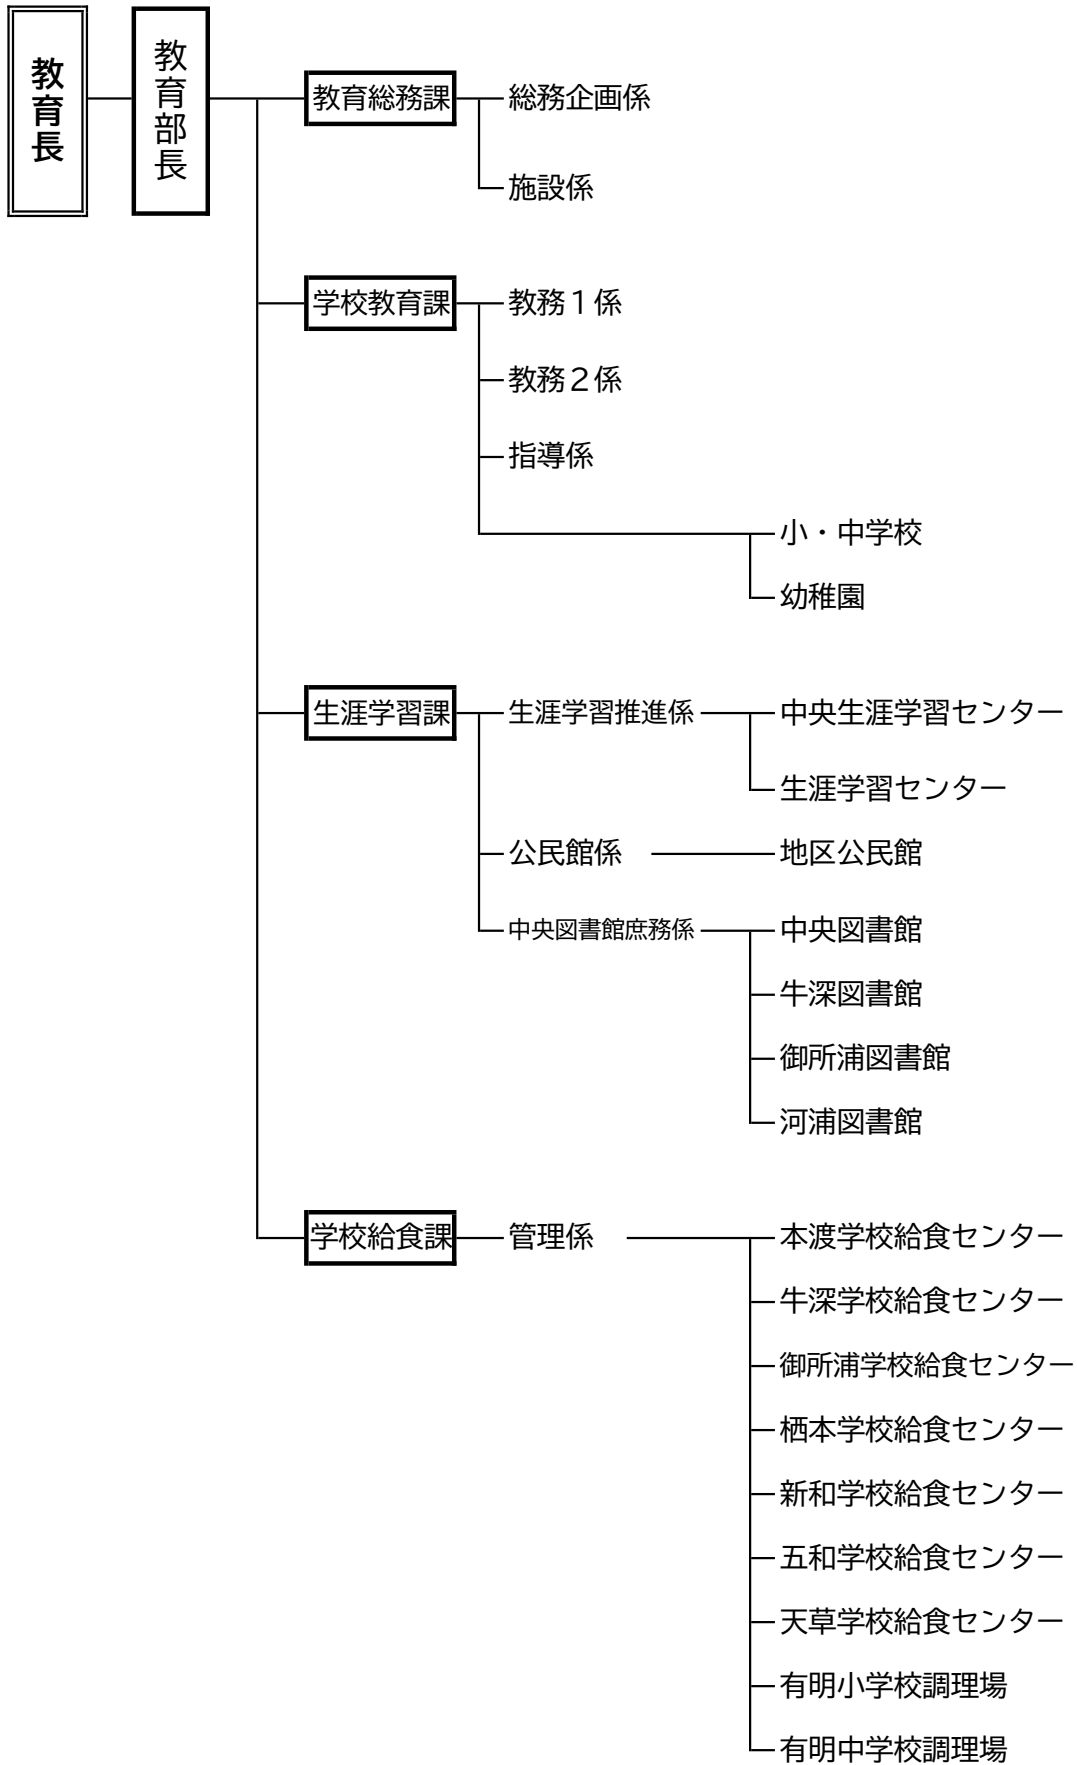 教育長
教育部長
教育総務課
総務企画係
施設係
学校教育課
教務１係
教務２係
指導係
小・中学校
幼稚園
生涯学習課
生涯学習推進係
中央生涯学習センター
生涯学習センター
公民館係
地区公民館
中央図書館庶務係
中央図書館
牛深図書館
御所浦図書館
河浦図書館
学校給食課
管理係
本渡学校給食センター
牛深学校給食センター
御所浦学校給食センター
栖本学校給食センター
新和学校給食センター
五和学校給食センター
天草学校給食センター
有明小学校調理場
有明中学校調理場